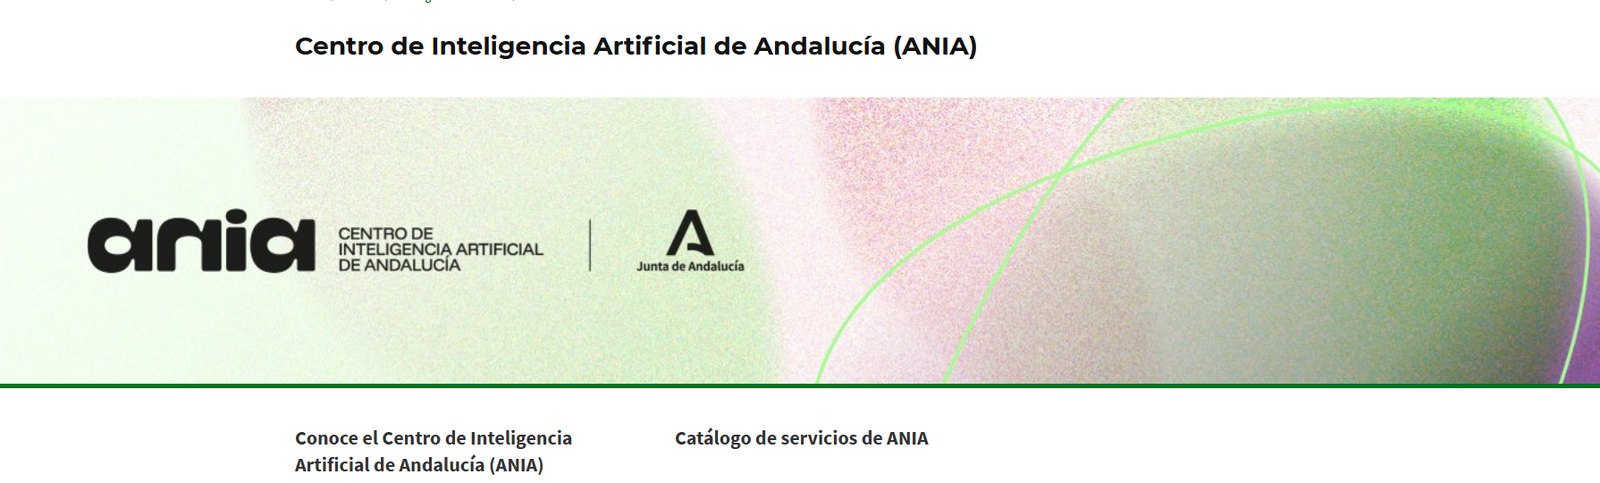 Centro de Inteligencia Artificial de Andalucía (ANIA)
ania
CENTRO DE
INTELIGENCIA ARTIFICIAL
DE ANDALUCÍA
Junta de Andalucía
Conoce el Centro de Inteligencia
Artificial de Andalucía (ANIA)
Catálogo de servicios de ANIA